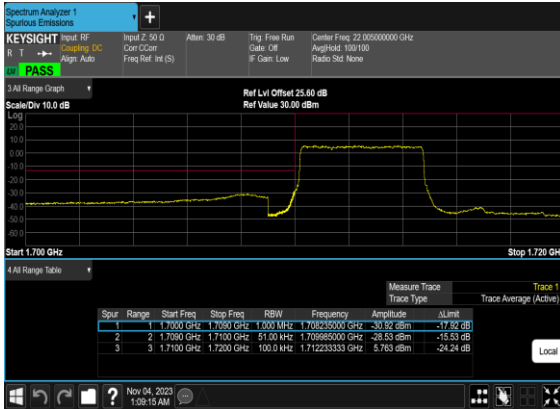 Spectrum Analyzer 1
Spurious Emissions
+
KEYSIGHT Input: RF Input Z: 50 Ω Atten: 30 dB Trig: Free Run Center Freq: 22.005000000 GHz
R T Coupling: DC Corr CCorr Gate: Off Avg|Hold: 100/100
Align: Auto Freq Ref: Int (S) IF Gain: Low Radio Std: None
PASS
3 All Range Graph
Ref Lvl Offset 25.60 dB
Scale/Div 10.0 dB Ref Value 30.00 dBm
Log
20.0
10.0
0.00
-10.0
-20.0
-30.0
-40.0
-50.0
-60.0
Start 1.700 GHz Stop 1.720 GH
4 All Range Table
Measure Trace Trace 1
Trace Type Trace Average (Active)
Spur Range Start Freq Stop Freq RBW Frequency Amplitude ΔLimit
1 1 1.7000 GHz 1.7090 GHz 1.000 MHz 1.708235000 GHz -30.92 dBm -17.92 dB
2 2 1.7090 GHz 1.7100 GHz 51.00 kHz 1.709985000 GHz -28.53 dBm -15.53 dB
3 3 1.7100 GHz 1.7200 GHz 100.0 kHz 1.712233333 GHz 5.763 dBm -24.24 dB
Local
? Nov 04, 2023
1:09:15 AM